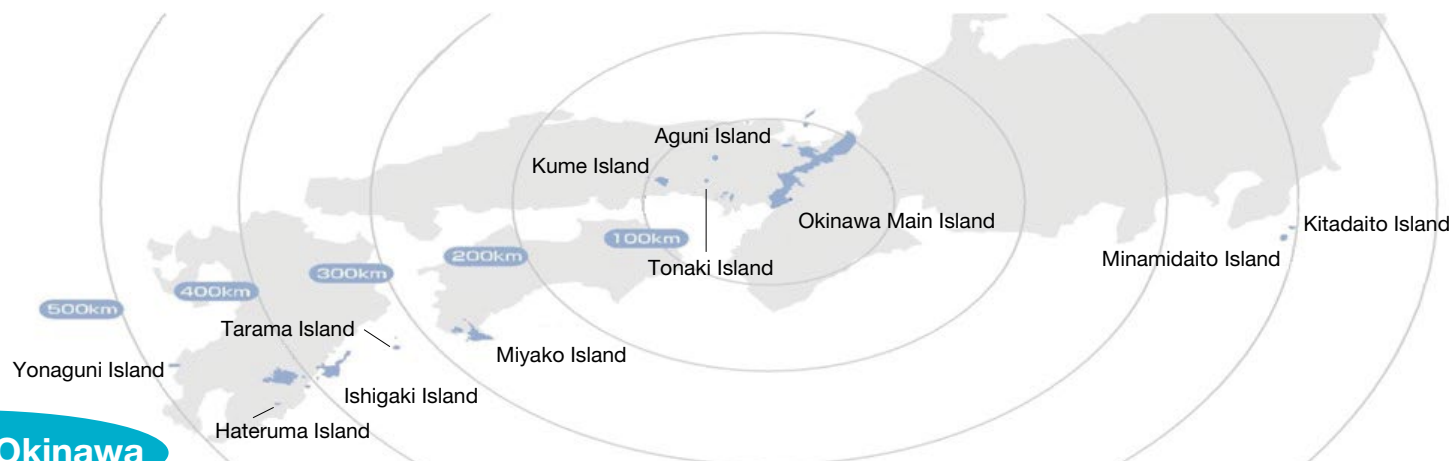 Aguni Island
Kume Island
Okinawa Main Island
Kitadaito Island
100km
200km
Tonaki Island
Minamidaito Island
300km
400km
500km
Tarama Island
Miyako Island
Yonaguni Island
Ishigaki Island
Hateruma Island
Okinawa